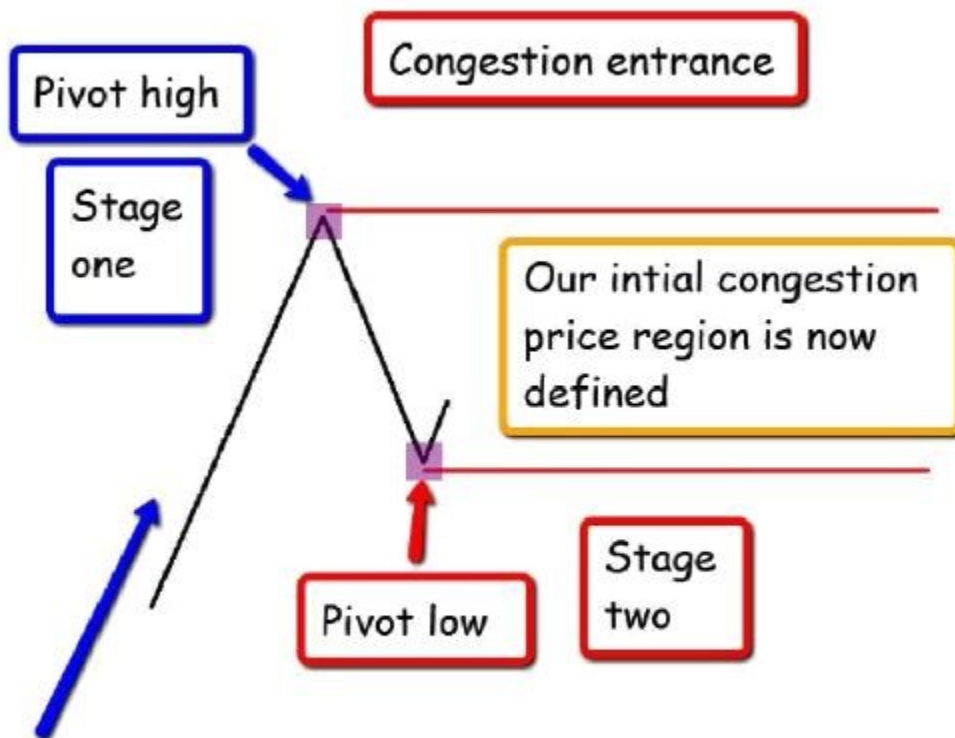 Congestion entrance
Pivot high
Stage
one
Our intial congestion
price region is now
defined
Pivot low
Stage
two